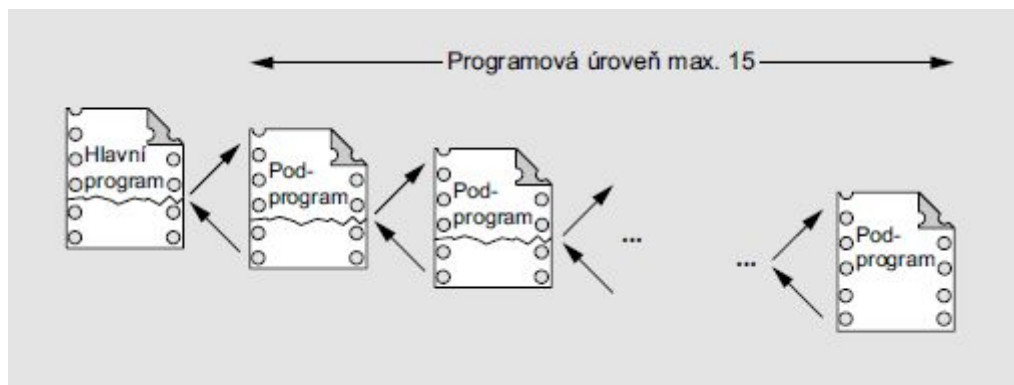 Programová úroveň max. 15
Hlavní
program
Pod-
program
Pod-
program
...
...
Pod-
program